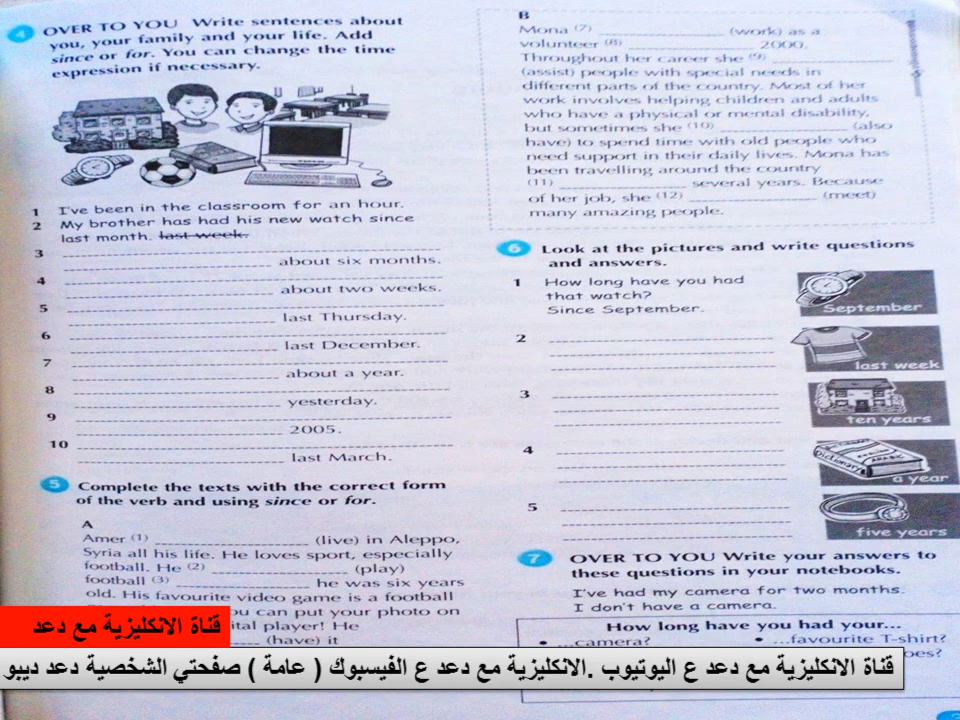 4 OVER TO YOU Write sentences about
you, your family and your life. Add
since or for. You can change the time
expression if necessary.
1 I've been in the classroom for an hour.
2 My brother has had his new watch since
last month. last week.
3
about six months.
4
about two weeks.
5
last Thursday.
6
last December.
7
about a year.
8
yesterday.
9
2005.
10
last March.
5 Complete the texts with the correct form
of the verb and using since or for.
A
Amer (1) (live) in Aleppo,
Syria all his life. He loves sport, especially
football. He (2) (play)
football (3) he was six years
old. His favourite video game is a football
ou can put your photo on
ital player! He
(have) it
B
Mona (7) (work) as a
volunteer (8) 2000.
Throughout her career she (9)
(assist) people with special needs in
different parts of the country. Most of her
work involves helping children and adults
who have a physical or mental disability,
but sometimes she (10) (also
have) to spend time with old people who
need support in their daily lives. Mona has
been travelling around the country
(11) several years. Because
of her job, she (12) (meet)
many amazing people.
6 Look at the pictures and write questions
and answers.
1 How long have you had
that watch?
Since September.
September
2
last week
3
ten years
4
Dictionary
a year
5
five years
7 OVER TO YOU Write your answers to
these questions in your notebooks.
I've had my camera for two months.
I don't have a camera.
How long have you had your...
• ...camera? • ...favourite T-shirt?
oes?
قناة الانكليزية مع دعد
قناة الانكليزية مع دعد ع اليوتيوب .الانكليزية مع دعد ع الفيسبوك ( عامة ) صفحتي الشخصية دعد ديبو